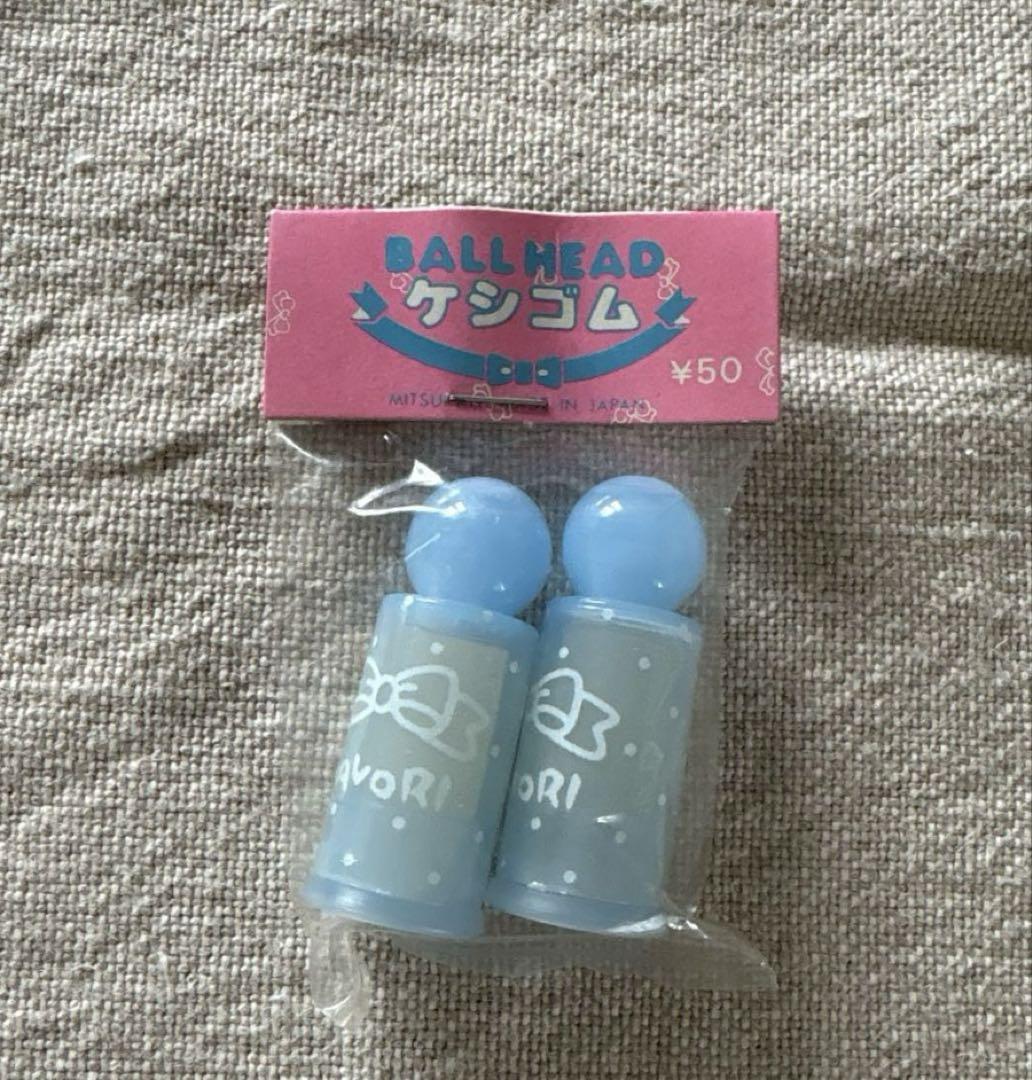 BALL HEAD
ケシゴム
¥50
IN JAPAN
AVORI
ORI